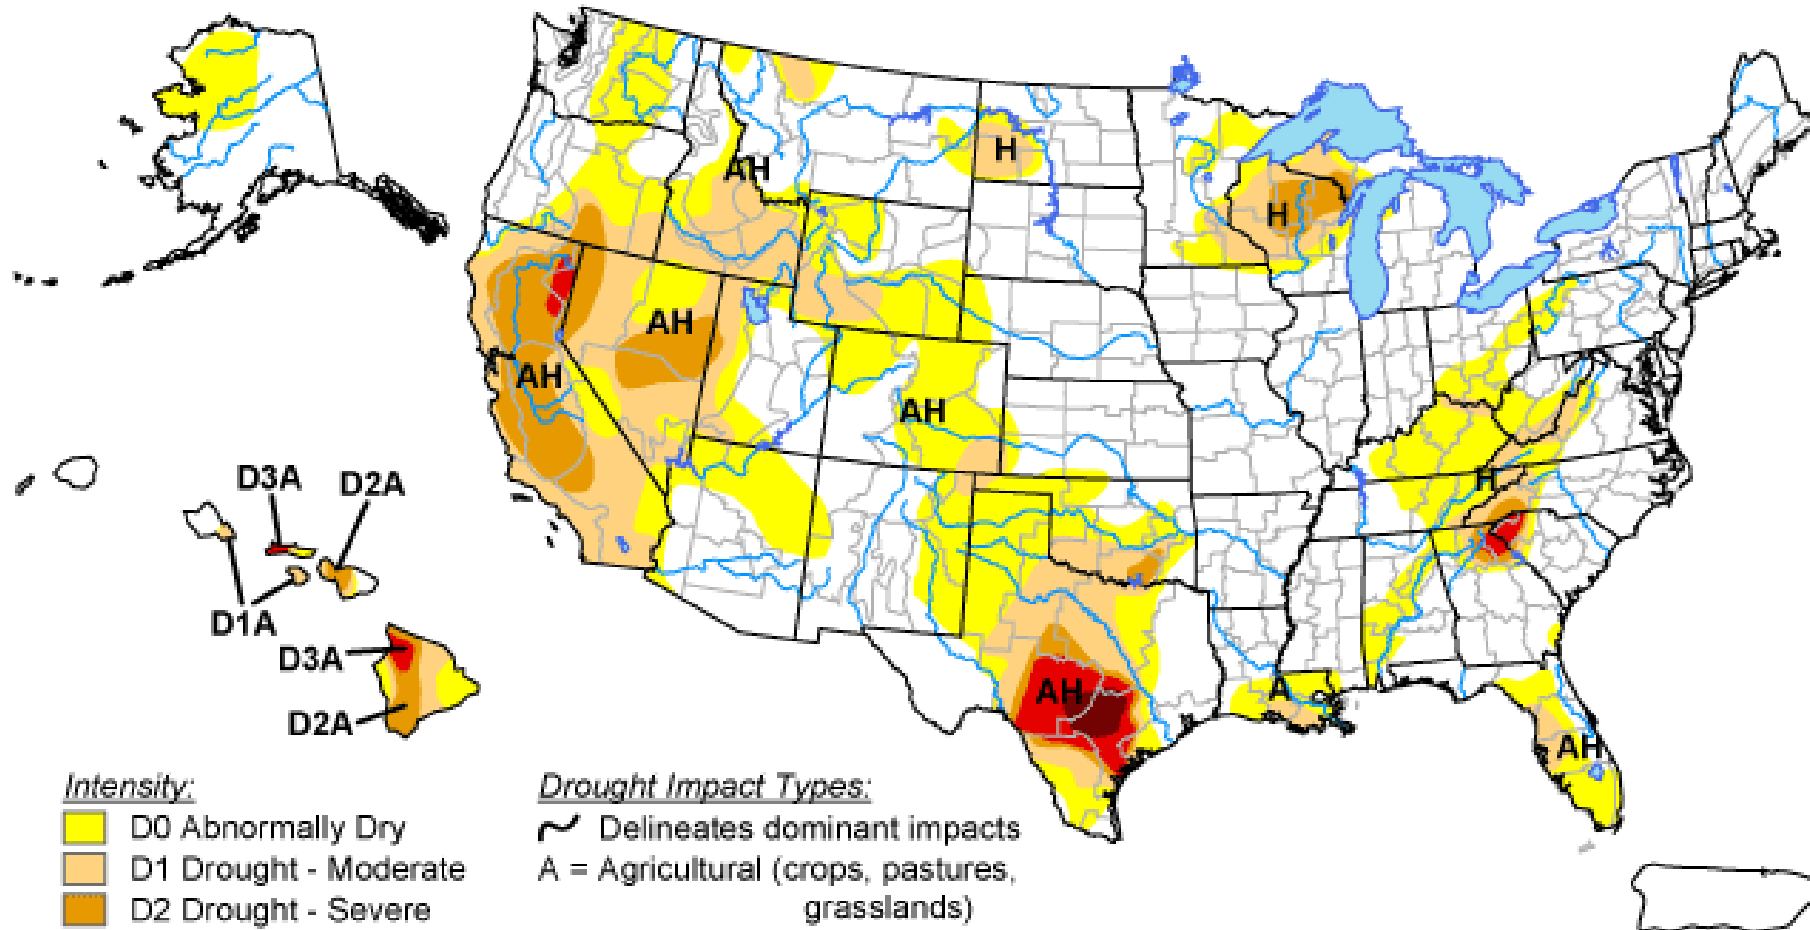 H
AH
H
AH
AH
AH
D3A
D2A
H
D1A
D3A
AH
A
D2A
AH
Intensity:
D0 Abnormally Dry
D1 Drought - Moderate
D2 Drought - Severe
Drought Impact Types:
Delineates dominant impacts
A = Agricultural (crops, pastures,
grasslands)